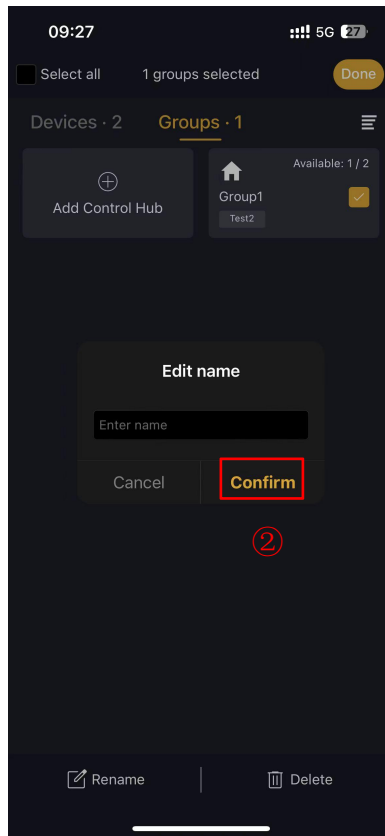 09:27 5G 27
Select all 1 groups selected Done
Devices · 2 Groups · 1
Available: 1 / 2
Add Control Hub
Group1
Test2
Edit name
Enter name
Cancel Confirm
②
Rename Delete